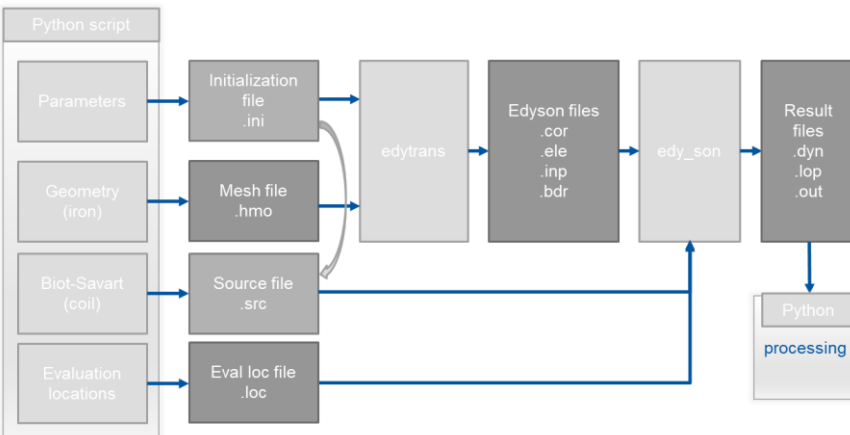 Python script
Parameters
Geometry
(iron)
Biot-Savart
(coil)
Evaluation
locations
Initialization
file
.ini
Mesh file
.hmo
Source file
.src
Eval loc file
.loc
edytrans
Edyson files
.cor
.ele
.inp
.bdr
edy_son
Result
files
.dyn
.lop
.out
Python
processing